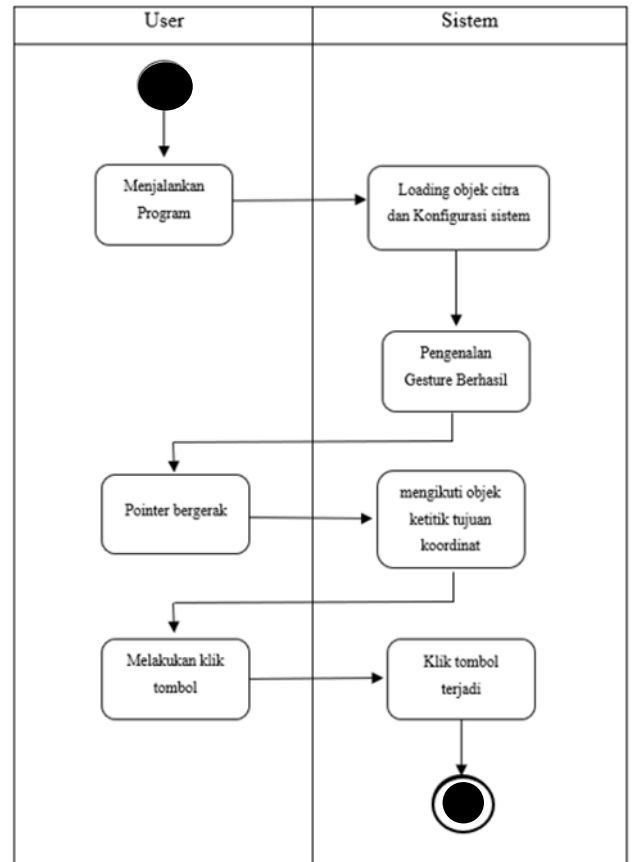 User
Sistem
Menjalankan
Program
Loading objek citra
dan Konfigurasi sistem
Pengenalan
Gesture Berhasil
Pointer bergerak
mengikuti objek
ketitik tujuan
koordinat
Melakukan klik
tombol
Klik tombol
terjadi